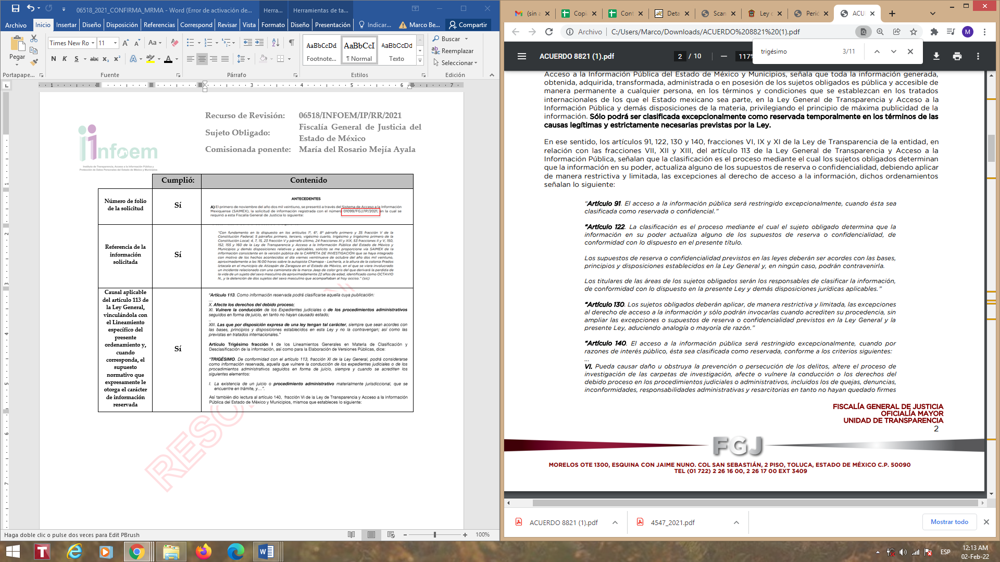 06518_2021_CONFIRMA_MRMA - Word (Error de activación de...
Herra...
Herramientas de ta...
Archivo
Inicio
Insertar
Diseño
Disposición
Referencias
Correspond
Revisar
Vista
Formato
Diseño
Presentación
Indicar...
Marco Be...
Compartir
Pegar
Times New Ro
11
Aa
N K S abc x₂ x²
AaBbCcDd
AaBbCcI
AaBbCcDd
Footnote...
¶ Normal
Texto
Buscar
Reemplazar
Seleccionar
Portapape...
Fuente
Párrafo
Estilos
Edición
Recurso de Revisión: 06518/INFOEM/IP/RR/2021
Sujeto Obligado: Fiscalía General de Justicia del
Estado de México
Comisionada ponente: María del Rosario Mejía Ayala
infoem
Instituto de Transparencia, Acceso a la Información Pública y
Protección de Datos Personales del Estado de México y Municipios
Cumplió:
Contenido
Número de folio
de la solicitud
Sí
ANTECEDENTES
A) El primero de noviembre del año dos mil veintiuno, se presentó a través del Sistema de Acceso a la Información
Mexiquense (SAIMEX), la solicitud de información registrada con el número 01099/FGJ/IP/2021, en la cual se
requirió a esta Fiscalía General de Justicia lo siguiente:
Referencia de la
información
solicitada
Sí
"Con fundamento en lo dispuesto en los artículos 1°, 6°, 8° párrafo primero y 35 fracción V de la
Constitución Federal; 5 párrafos primero, tercero, vigésimo cuarto, trigésimo y trigésimo primero de la
Constitución Local; 4, 7, 15, 23 fracción V y párrafo último, 24 fracciones XI y XIX, 53 fracciones II y V, 150,
152, 155 y 160 de la Ley de Transparencia y Acceso a la Información Pública del Estado de México y
Municipios y demás disposiciones relativas y aplicables, solicito se me proporcione vía SAIMEX de la
información consistente en la versión pública de la CARPETA DE INVESTIGACIÓN que se haya integrado
con motivo de los hechos acontecidos el día viernes veintinueve de octubre del año dos mil veintuno,
aproximadamente a las 16:00 horas sobre la autopista Chamapa - Lechería, a la altura de la colonia Prados
Iztacala en el municipio de Atizapán de Zaragoza en el Estado de México, en el que se viera involucrado
un incidente relacionado con una camioneta de la marca Jeep de color gris del que derivará la perdida de
la vida de un sujeto del sexo masculino de aproximadamente 22 años de edad, identificado como OCTAVIO
N., y la detención de dos sujetos del sexo masculino que acompañaban al hoy occiso." (sic)
Causal aplicable
del artículo 113 de
la Ley General,
vinculándola con
el Lineamiento
específico del
presente
ordenamiento y,
cuando
corresponda, el
supuesto
normativo que
expresamente le
otorga el carácter
de información
reservada
Sí
"Artículo 113. Como información reservada podrá clasificarse aquella cuya publicación:
...
X. Afecte los derechos del debido proceso;
XI. Vulnere la conducción de los Expedientes judiciales o de los procedimientos administrativos
seguidos en forma de juicio, en tanto no hayan causado estado;
..
XIII. Las que por disposición expresa de una ley tengan tal carácter, siempre que sean acordes con
las bases, principios y disposiciones establecidos en esta Ley y no la contravengan; así como las
previstas en tratados internacionales."
Artículo Trigésimo fracción I de los Lineamientos Generales en Materia de Clasificación y
Desclasificación de la información, así como para la Elaboración de Versiones Públicas, dice:
"TRIGÉSIMO. De conformidad con el artículo 113, fracción XI de la Ley General, podrá considerarse
como información reservada, aquella que vulnere la conducción de los expedientes judiciales o de los
procedimientos administrativos seguidos en forma de juicio, siempre y cuando se acrediten los
siguientes elementos:
I. La existencia de un juicio o procedimiento administrativo materialmente jurisdiccional, que se
encuentre en trámite, y...".
Así también dio lectura al artículo 140, fracción VI de la Ley de Transparencia y Acceso a la Información
Pública del Estado de México y Municipios, mismoa que estableces lo siguiente:
RESO
Haga doble clic o pulse dos veces para Edit PBrush
100%
(sin a
Copi
Cont
Deta
Scan
Ley d
Perió
ACU
Archivo
C:/Users/Marco/Downloads/ACUERDO%208821%20(1).pdf
M
ACUERDO 8821 (1).pdf
2 / 10
117%
trigésimo
3/11
Acceso a la Información Pública del Estado de México y Municipios, señala que toda la información generada,
obtenida, adquirida, transformada, administrada o en posesión de los sujetos obligados es pública y accesible de
manera permanente a cualquier persona, en los términos y condiciones que se establezcan en los tratados
internacionales de los que el Estado mexicano sea parte, en la Ley General de Transparencia y Acceso a la
Información Pública y demás disposiciones de la materia, privilegiando el principio de máxima publicidad de la
información. Sólo podrá ser clasificada excepcionalmente como reservada temporalmente en los términos de las
causas legítimas y estrictamente necesarias previstas por la Ley.
En ese sentido, los artículos 91, 122, 130 y 140, fracciones VI, IX y XI de la Ley de Transparencia de la entidad, en
relación con las fracciones VII, XII y XIII, del artículo 113 de la Ley General de Transparencia y Acceso a la
Información Pública, señalan que la clasificación es el proceso mediante el cual los sujetos obligados determinan
que la información en su poder, actualiza alguno de los supuestos de reserva o confidencialidad, debiendo aplicar
de manera restrictiva y limitada, las excepciones al derecho de acceso a la información, dichos ordenamientos
señalan lo siguiente:
"Artículo 91. El acceso a la información pública será restringido excepcionalmente, cuando ésta sea
clasificada como reservada o confidencial."
"Artículo 122. La clasificación es el proceso mediante el cual el sujeto obligado determina que la
información en su poder actualiza alguno de los supuestos de reserva o confidencialidad, de
conformidad con lo dispuesto en el presente título.
Los supuestos de reserva o confidencialidad previstos en las leyes deberán ser acordes con las bases,
principios y disposiciones establecidos en la Ley General y, en ningún caso, podrán contravenirla.
Los titulares de las áreas de los sujetos obligados serán los responsables de clasificar la información,
de conformidad con lo dispuesto en la presente Ley y demás disposiciones jurídicas aplicables."
"Artículo 130. Los sujetos obligados deberán aplicar, de manera restrictiva y limitada, las excepciones
al derecho de acceso a la información y sólo podrán invocarlas cuando acrediten su procedencia, sin
ampliar las excepciones o supuestos de reserva o confidencialidad previstos en la Ley General y la
presente Ley, aduciendo analogía o mayoría de razón."
"Artículo 140. El acceso a la información pública será restringido excepcionalmente, cuando por
razones de interés público, ésta sea clasificada como reservada, conforme a los criterios siguientes:
...
VI. Pueda causar daño u obstruya la prevención o persecución de los delitos, altere el proceso de
investigación de las carpetas de investigación, afecte o vulnere la conducción o los derechos del
debido proceso en los procedimientos judiciales o administrativos, incluidos los de quejas, denuncias,
inconformidades, responsabilidades administrativas y resarcitorias en tanto no hayan quedado firmes
FISCALÍA GENERAL DE JUSTICIA
OFICIALÍA MAYOR
UNIDAD DE TRANSPARENCIA
2
FGJ
MORELOS OTE 1300, ESQUINA CON JAIME NUNO. COL SAN SEBASTIÁN, 2 PISO, TOLUCA, ESTADO DE MÉXICO C.P. 50090
TEL (01 722) 2 26 16 00, 2 26 17 00 EXT 3409
ACUERDO 8821 (1).pdf
4547_2021.pdf
Mostrar todo
ESP
12:13 AM
02-Feb-22